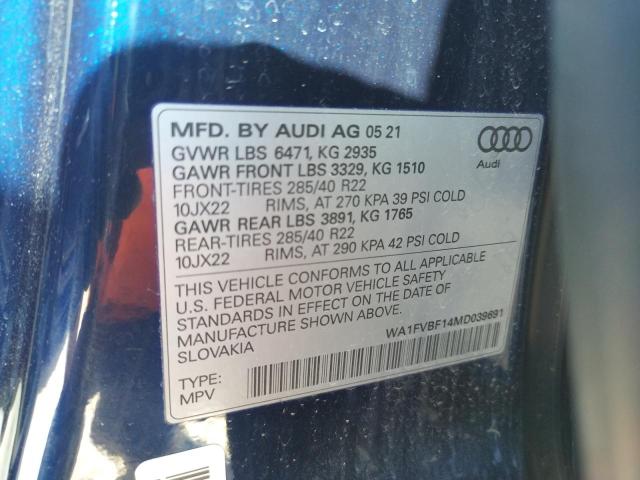 MFD. BY AUDI AG 05 21
GVWR LBS 6471, KG 2935
GAWR FRONT LBS 3329, KG 1510
FRONT-TIRES 285/40 R22
10JX22 RIMS, AT 270 KPA 39 PSI COLD
GAWR REAR LBS 3891, KG 1765
REAR-TIRES 285/40 R22
10JX22 RIMS, AT 290 KPA 42 PSI COLD
Audi
THIS VEHICLE CONFORMS TO ALL APPLICABLE
U.S. FEDERAL MOTOR VEHICLE SAFETY
STANDARDS IN EFFECT ON THE DATE OF
MANUFACTURE SHOWN ABOVE.
SLOVAKIA
WA1FVBF14MD039691
TYPE:
MPV